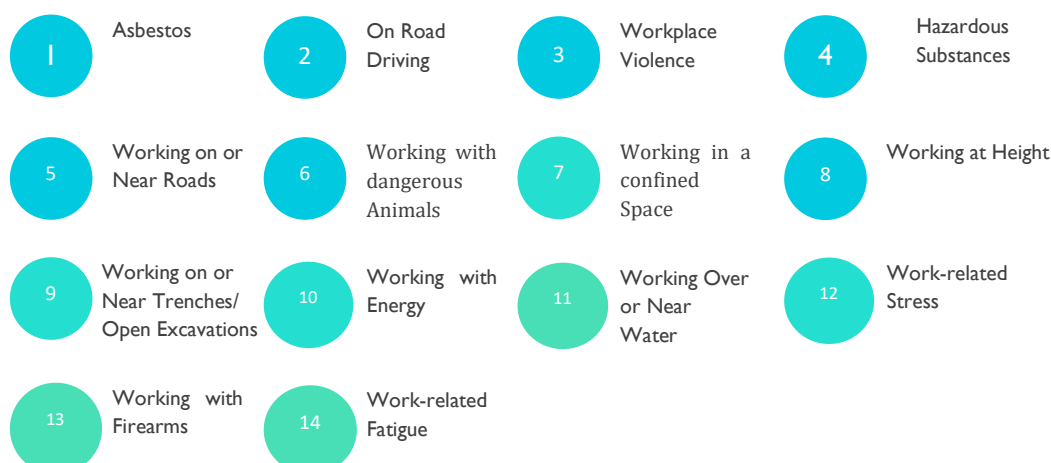 1
Asbestos
2
On Road
Driving
3
Workplace
Violence
4
Hazardous
Substances
5
Working on or
Near Roads
6
Working with
dangerous
Animals
7
Working in a
confined
Space
8
Working at Height
9
Working on or
Near Trenches/
Open Excavations
10
Working with
Energy
11
Working Over
or Near
Water
12
Work-related
Stress
13
Working with
Firearms
14
Work-related
Fatigue